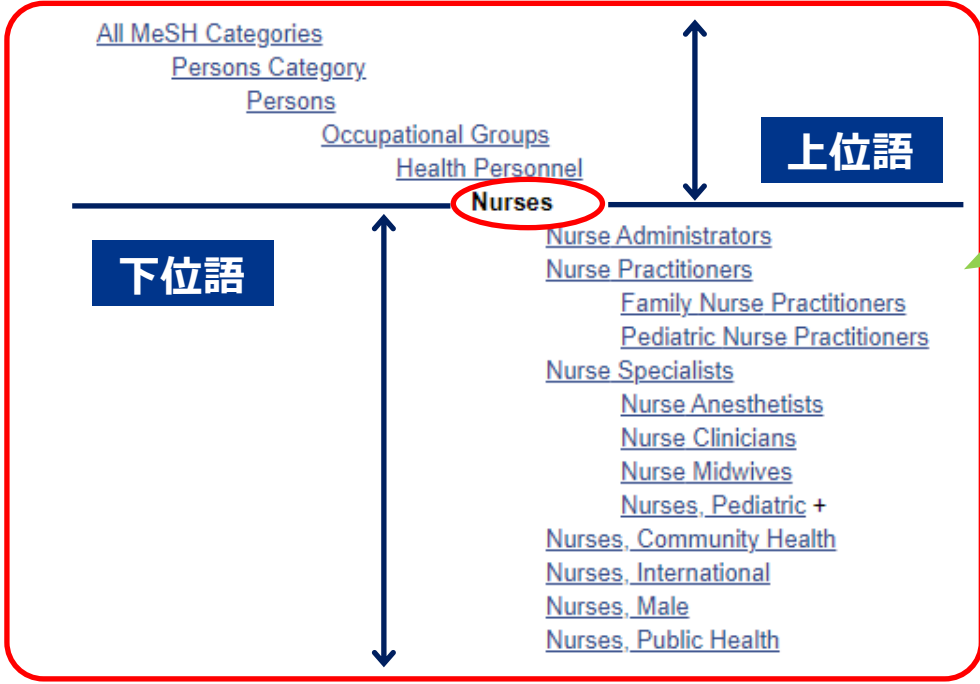 All MeSH Categories
Persons Category
Persons
Occupational Groups
Health Personnel
上位語
Nurses
下位語
Nurse Administrators
Nurse Practitioners
Family Nurse Practitioners
Pediatric Nurse Practitioners
Nurse Specialists
Nurse Anesthetists
Nurse Clinicians
Nurse Midwives
Nurses, Pediatric +
Nurses, Community Health
Nurses, International
Nurses, Male
Nurses, Public Health